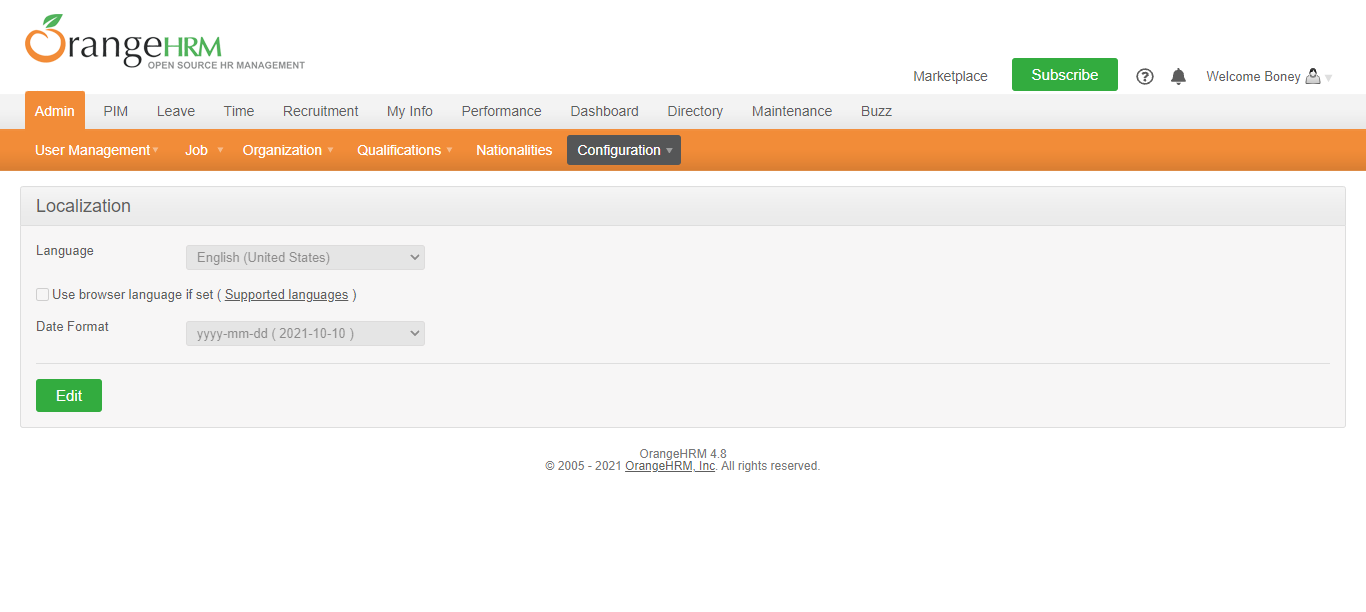 OrangeHRM
OPEN SOURCE HR MANAGEMENT
Marketplace Subscribe ? Welcome Boney
Admin PIM Leave Time Recruitment My Info Performance Dashboard Directory Maintenance Buzz
User Management Job Organization Qualifications Nationalities Configuration
Localization
Language English (United States)
Use browser language if set ( Supported languages )
Date Format yyyy-mm-dd ( 2021-10-10 )
Edit
OrangeHRM 4.8
© 2005 - 2021 OrangeHRM, Inc. All rights reserved.